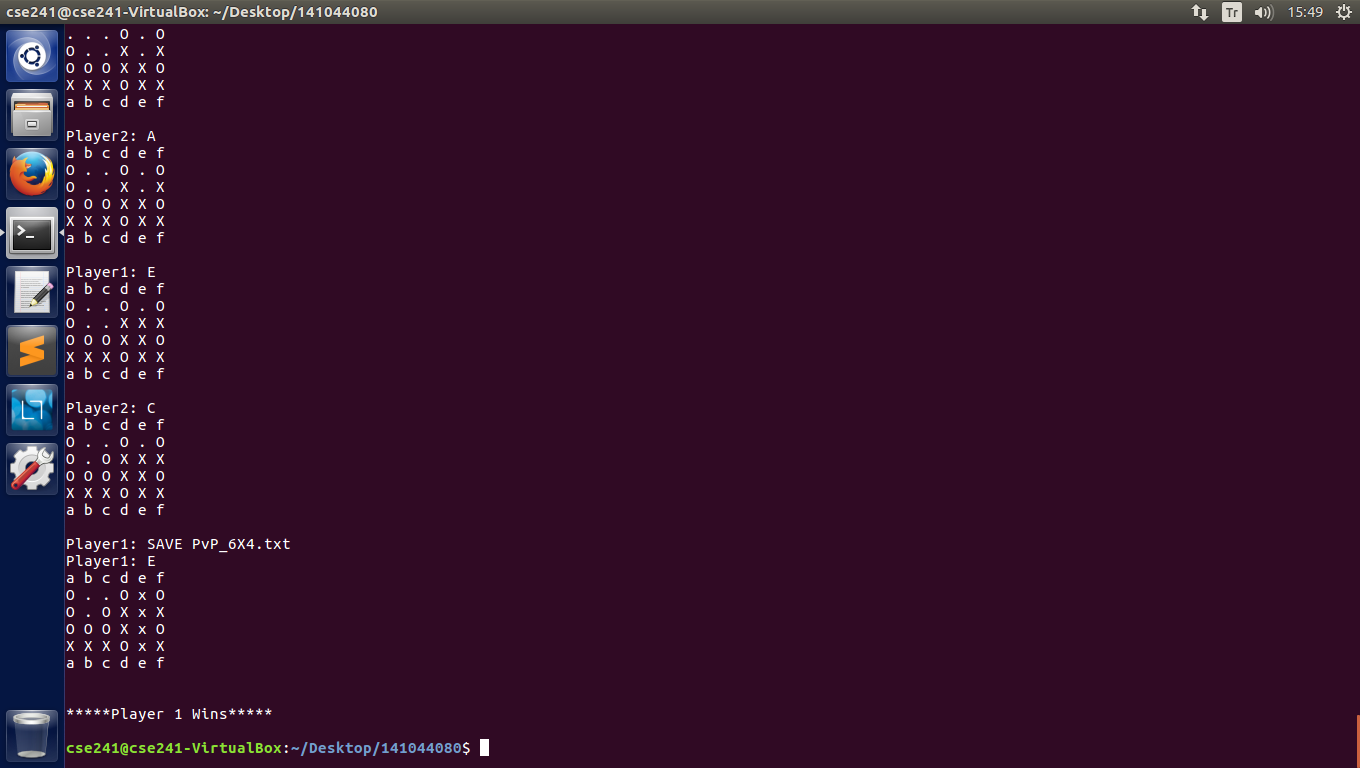 cse241@cse241-VirtualBox: ~/Desktop/141044080
Tr
15:49
. . . O . O
O . . X . X
O O O X X O
X X X O X X
a b c d e f
Player2: A
a b c d e f
O . . O . O
O . . X . X
O O O X X O
X X X O X X
a b c d e f
Player1: E
a b c d e f
O . . O . O
O . . X X X
O O O X X O
X X X O X X
a b c d e f
Player2: C
a b c d e f
O . . O . O
O . O X X X
O O O X X O
X X X O X X
a b c d e f
Player1: SAVE PvP_6X4.txt
Player1: E
a b c d e f
O . . O x O
O . O X x X
O O O X x O
X X X O x X
a b c d e f
*****Player 1 Wins*****
cse241@cse241-VirtualBox:~/Desktop/141044080$